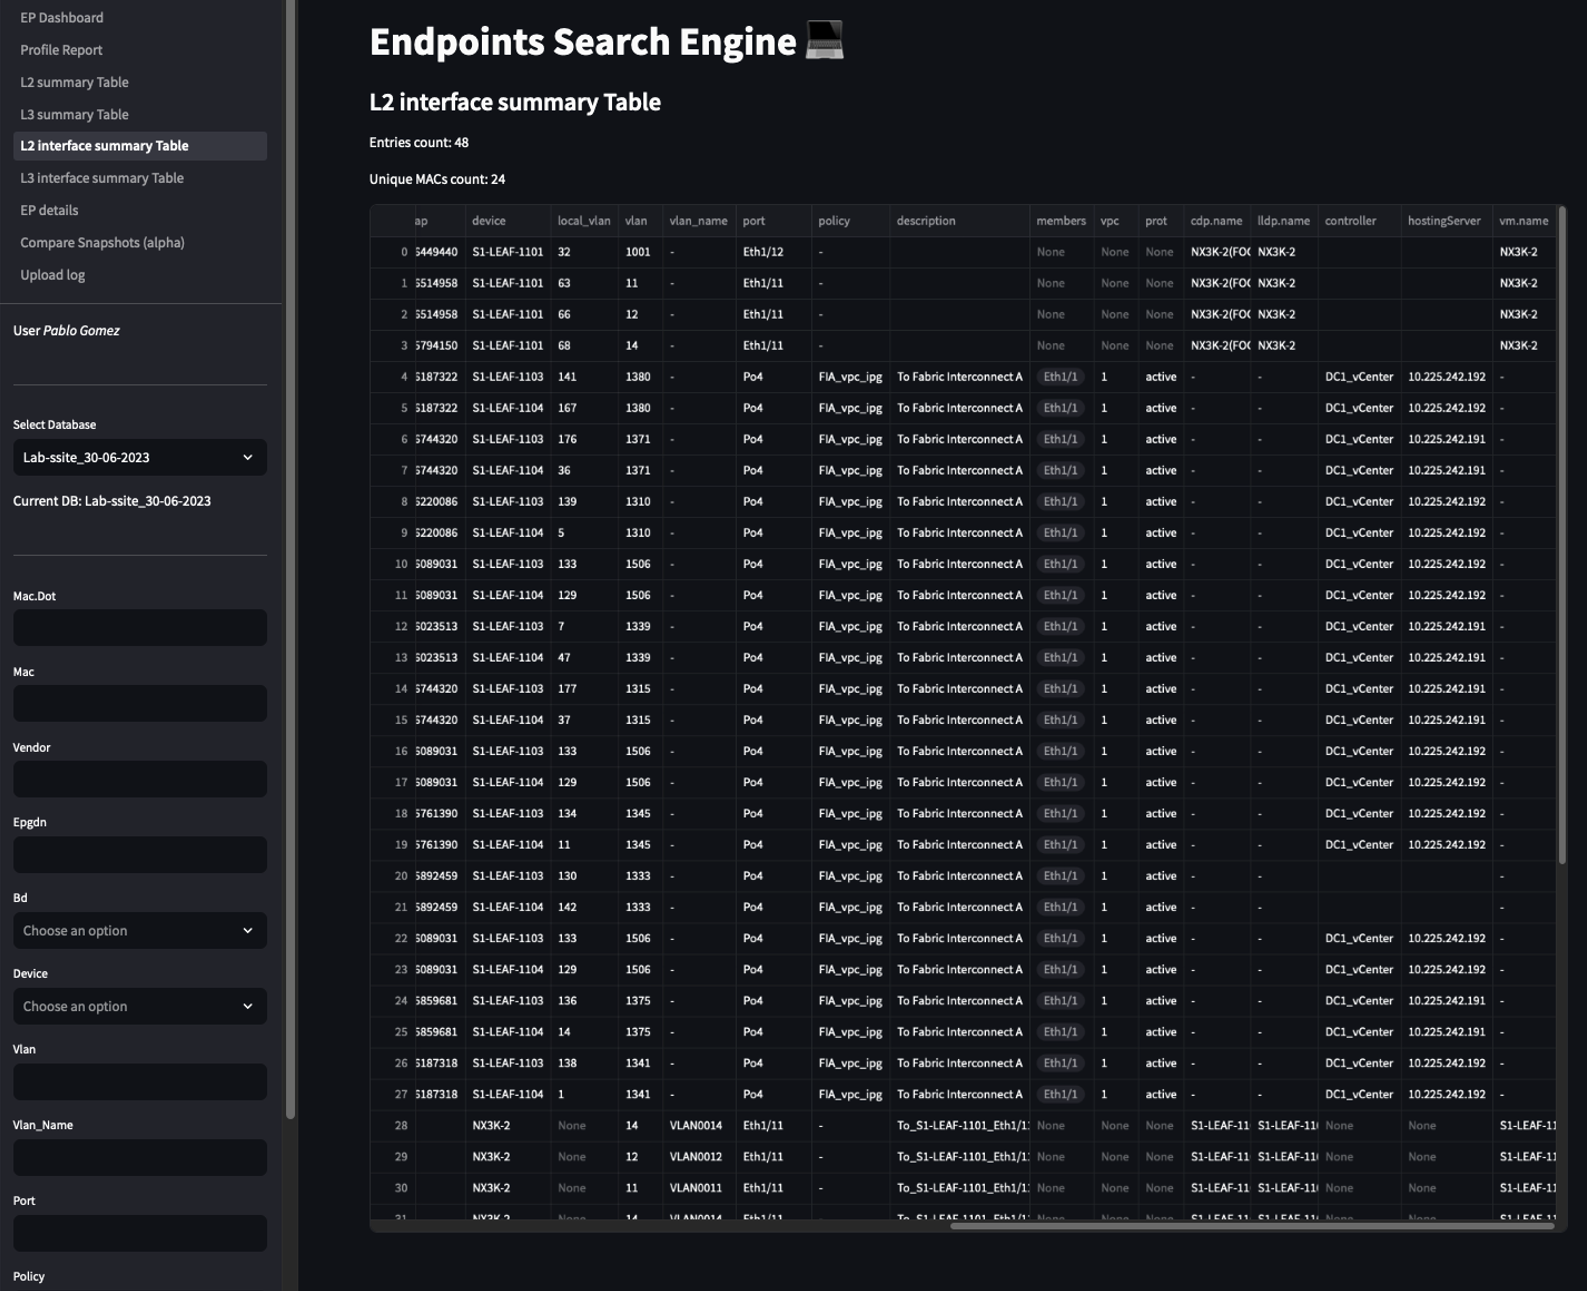 EP Dashboard
Profile Report
L2 summary Table
L3 summary Table
L2 interface summary Table
L3 interface summary Table
EP details
Compare Snapshots (alpha)
Upload log
User Pablo Gomez
Select Database
Lab-ssite_30-06-2023
Current DB: Lab-ssite_30-06-2023
Mac.Dot
Mac
Vendor
Epgdn
Bd
Choose an option
Device
Choose an option
Vlan
Vlan_Name
Port
Policy
Endpoints Search Engine
L2 interface summary Table
Entries count: 48
Unique MACs count: 24
ap device local_vlan vlan vlan_name port policy description members vpc prot cdp.name lldp.name controller hostingServer vm.name
0 6449440 S1-LEAF-1101 32 1001 - Eth1/12 - None None None NX3K-2(FOC NX3K-2 NX3K-2
1 6514958 S1-LEAF-1101 63 11 - Eth1/11 - None None None NX3K-2(FOC NX3K-2 NX3K-2
2 6514958 S1-LEAF-1101 66 12 - Eth1/11 - None None None NX3K-2(FOC NX3K-2 NX3K-2
3 5794150 S1-LEAF-1101 68 14 - Eth1/11 - None None None NX3K-2(FOC NX3K-2 NX3K-2
4 6187322 S1-LEAF-1103 141 1380 - Po4 FIA_vpc_ipg To Fabric Interconnect A Eth1/1 1 active - - DC1_vCenter 10.225.242.192 -
5 6187322 S1-LEAF-1104 167 1380 - Po4 FIA_vpc_ipg To Fabric Interconnect A Eth1/1 1 active - - DC1_vCenter 10.225.242.192 -
6 6744320 S1-LEAF-1103 176 1371 - Po4 FIA_vpc_ipg To Fabric Interconnect A Eth1/1 1 active - - DC1_vCenter 10.225.242.191 -
7 6744320 S1-LEAF-1104 36 1371 - Po4 FIA_vpc_ipg To Fabric Interconnect A Eth1/1 1 active - - DC1_vCenter 10.225.242.191 -
8 6220086 S1-LEAF-1103 139 1310 - Po4 FIA_vpc_ipg To Fabric Interconnect A Eth1/1 1 active - - DC1_vCenter 10.225.242.192 -
9 6220086 S1-LEAF-1104 5 1310 - Po4 FIA_vpc_ipg To Fabric Interconnect A Eth1/1 1 active - - DC1_vCenter 10.225.242.192 -
10 6089031 S1-LEAF-1103 133 1506 - Po4 FIA_vpc_ipg To Fabric Interconnect A Eth1/1 1 active - - DC1_vCenter 10.225.242.192 -
11 6089031 S1-LEAF-1104 129 1506 - Po4 FIA_vpc_ipg To Fabric Interconnect A Eth1/1 1 active - - DC1_vCenter 10.225.242.192 -
12 6023513 S1-LEAF-1103 7 1339 - Po4 FIA_vpc_ipg To Fabric Interconnect A Eth1/1 1 active - - DC1_vCenter 10.225.242.191 -
13 6023513 S1-LEAF-1104 47 1339 - Po4 FIA_vpc_ipg To Fabric Interconnect A Eth1/1 1 active - - DC1_vCenter 10.225.242.191 -
14 6744320 S1-LEAF-1103 177 1315 - Po4 FIA_vpc_ipg To Fabric Interconnect A Eth1/1 1 active - - DC1_vCenter 10.225.242.191 -
15 6744320 S1-LEAF-1104 37 1315 - Po4 FIA_vpc_ipg To Fabric Interconnect A Eth1/1 1 active - - DC1_vCenter 10.225.242.191 -
16 6089031 S1-LEAF-1103 133 1506 - Po4 FIA_vpc_ipg To Fabric Interconnect A Eth1/1 1 active - - DC1_vCenter 10.225.242.192 -
17 6089031 S1-LEAF-1104 129 1506 - Po4 FIA_vpc_ipg To Fabric Interconnect A Eth1/1 1 active - - DC1_vCenter 10.225.242.192 -
18 5761390 S1-LEAF-1103 134 1345 - Po4 FIA_vpc_ipg To Fabric Interconnect A Eth1/1 1 active - - DC1_vCenter 10.225.242.192 -
19 5761390 S1-LEAF-1104 11 1345 - Po4 FIA_vpc_ipg To Fabric Interconnect A Eth1/1 1 active - - DC1_vCenter 10.225.242.192 -
20 5892459 S1-LEAF-1103 130 1333 - Po4 FIA_vpc_ipg To Fabric Interconnect A Eth1/1 1 active - - -
21 5892459 S1-LEAF-1104 142 1333 - Po4 FIA_vpc_ipg To Fabric Interconnect A Eth1/1 1 active - - -
22 6089031 S1-LEAF-1103 133 1506 - Po4 FIA_vpc_ipg To Fabric Interconnect A Eth1/1 1 active - - DC1_vCenter 10.225.242.192 -
23 6089031 S1-LEAF-1104 129 1506 - Po4 FIA_vpc_ipg To Fabric Interconnect A Eth1/1 1 active - - DC1_vCenter 10.225.242.192 -
24 5859681 S1-LEAF-1103 136 1375 - Po4 FIA_vpc_ipg To Fabric Interconnect A Eth1/1 1 active - - DC1_vCenter 10.225.242.191 -
25 5859681 S1-LEAF-1104 14 1375 - Po4 FIA_vpc_ipg To Fabric Interconnect A Eth1/1 1 active - - DC1_vCenter 10.225.242.191 -
26 6187318 S1-LEAF-1103 138 1341 - Po4 FIA_vpc_ipg To Fabric Interconnect A Eth1/1 1 active - - DC1_vCenter 10.225.242.192 -
27 6187318 S1-LEAF-1104 1 1341 - Po4 FIA_vpc_ipg To Fabric Interconnect A Eth1/1 1 active - - DC1_vCenter 10.225.242.192 -
28 NX3K-2 None 14 VLAN0014 Eth1/11 - To_S1-LEAF-1101_Eth1/11 None None None S1-LEAF-11 S1-LEAF-110 None None S1-LEAF-11
29 NX3K-2 None 12 VLAN0012 Eth1/11 - To_S1-LEAF-1101_Eth1/11 None None None S1-LEAF-11 S1-LEAF-110 None None S1-LEAF-11
30 NX3K-2 None 11 VLAN0011 Eth1/11 - To_S1-LEAF-1101_Eth1/11 None None None S1-LEAF-11 S1-LEAF-110 None None S1-LEAF-11
31 NX3K-2 None 14 VLAN0014 Eth1/11 - To_S1-LEAF-1101_Eth1/11 None None None S1-LEAF-11 S1-LEAF-110 None None S1-LEAF-11